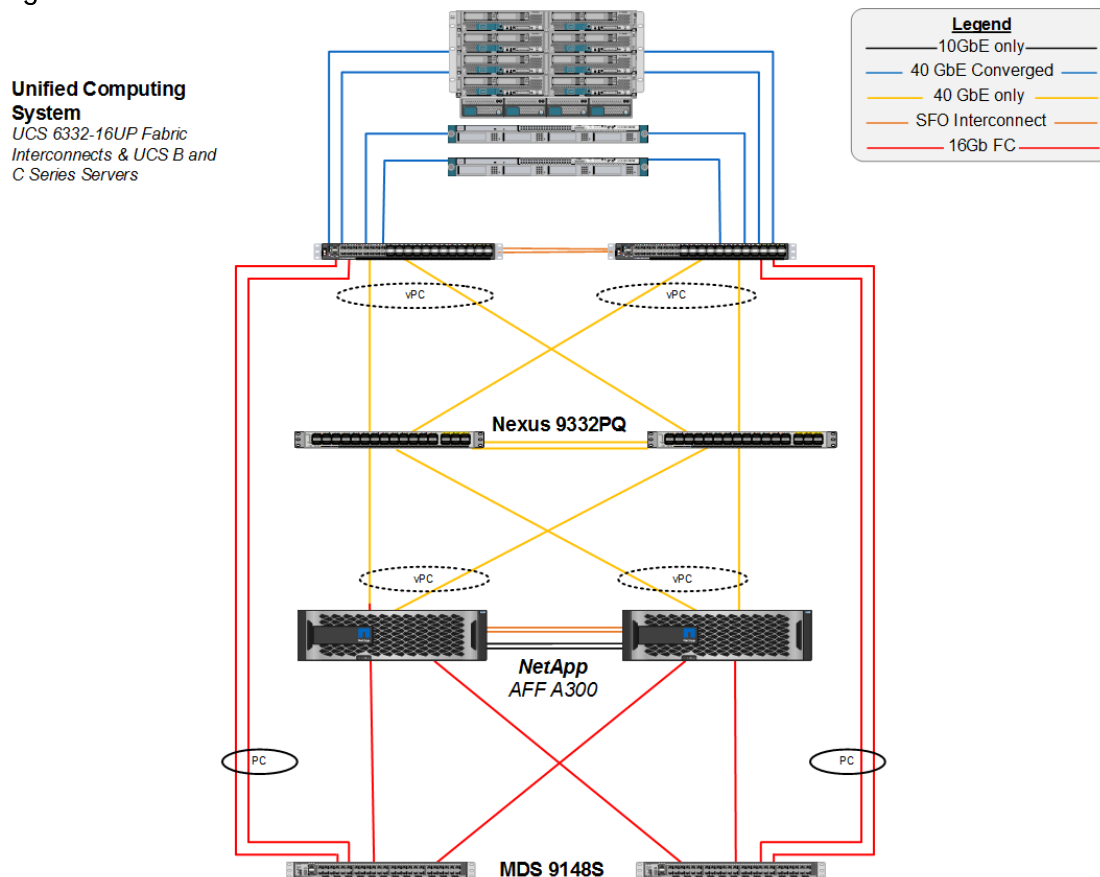 Legend
10GbE only
40 GbE Converged
40 GbE only
SFO Interconnect
16Gb FC
Unified Computing
System
UCS 6332-16UP Fabric
Interconnects & UCS B and
C Series Servers
vPC
vPC
Nexus 9332PQ
vPC
vPC
NetApp
AFF A300
PC
PC
MDS 9148S